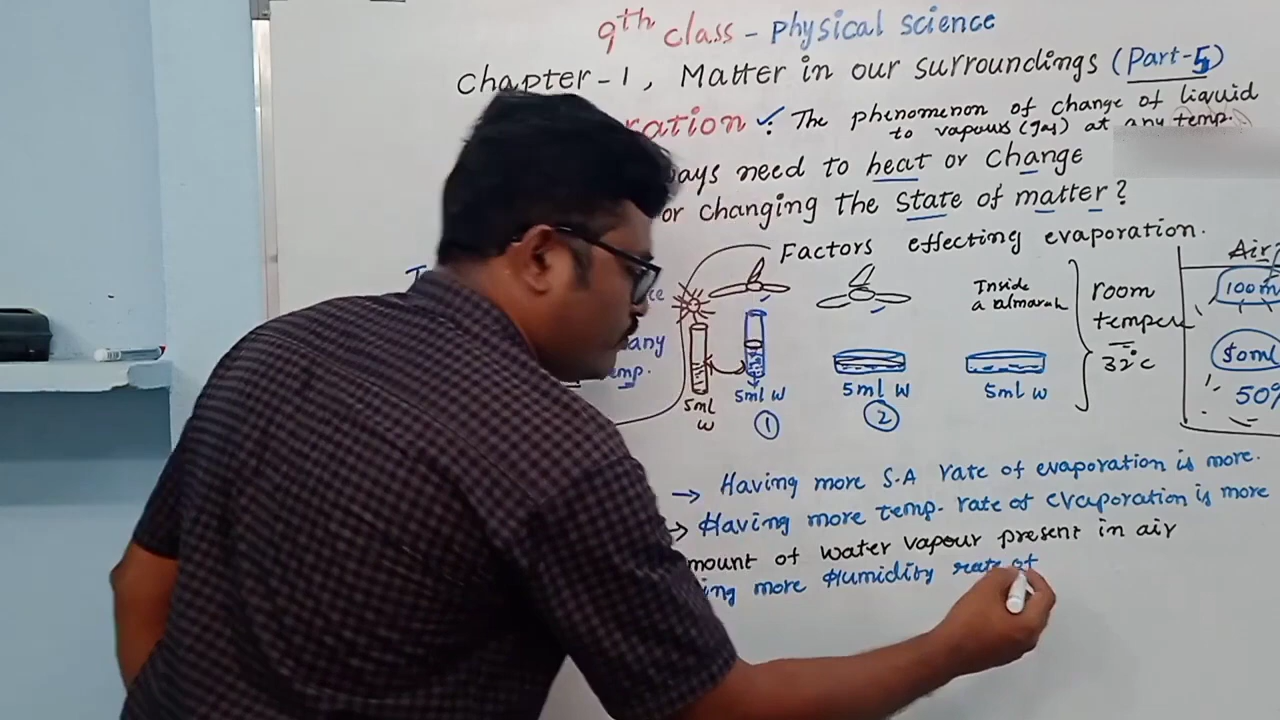 9th class - physical science
Chapter-1, Matter in our surroundings (Part-5)
ration : The phenomenon of change of liquid
to vapours (gas) at any temp.
ays need to heat or change
or changing the state of matter?
Factors effecting evaporation.
Air
100m
Inside
a almarah
room
temper
32°c
any
emp.
50ml
50%
5ml
w
5ml w
5ml w
5ml w
1
2
→ Having more S.A rate of evaporation is more.
→ Having more temp. rate of evaporation is more
mount of water vapour present in air
ing more Humidity rate of